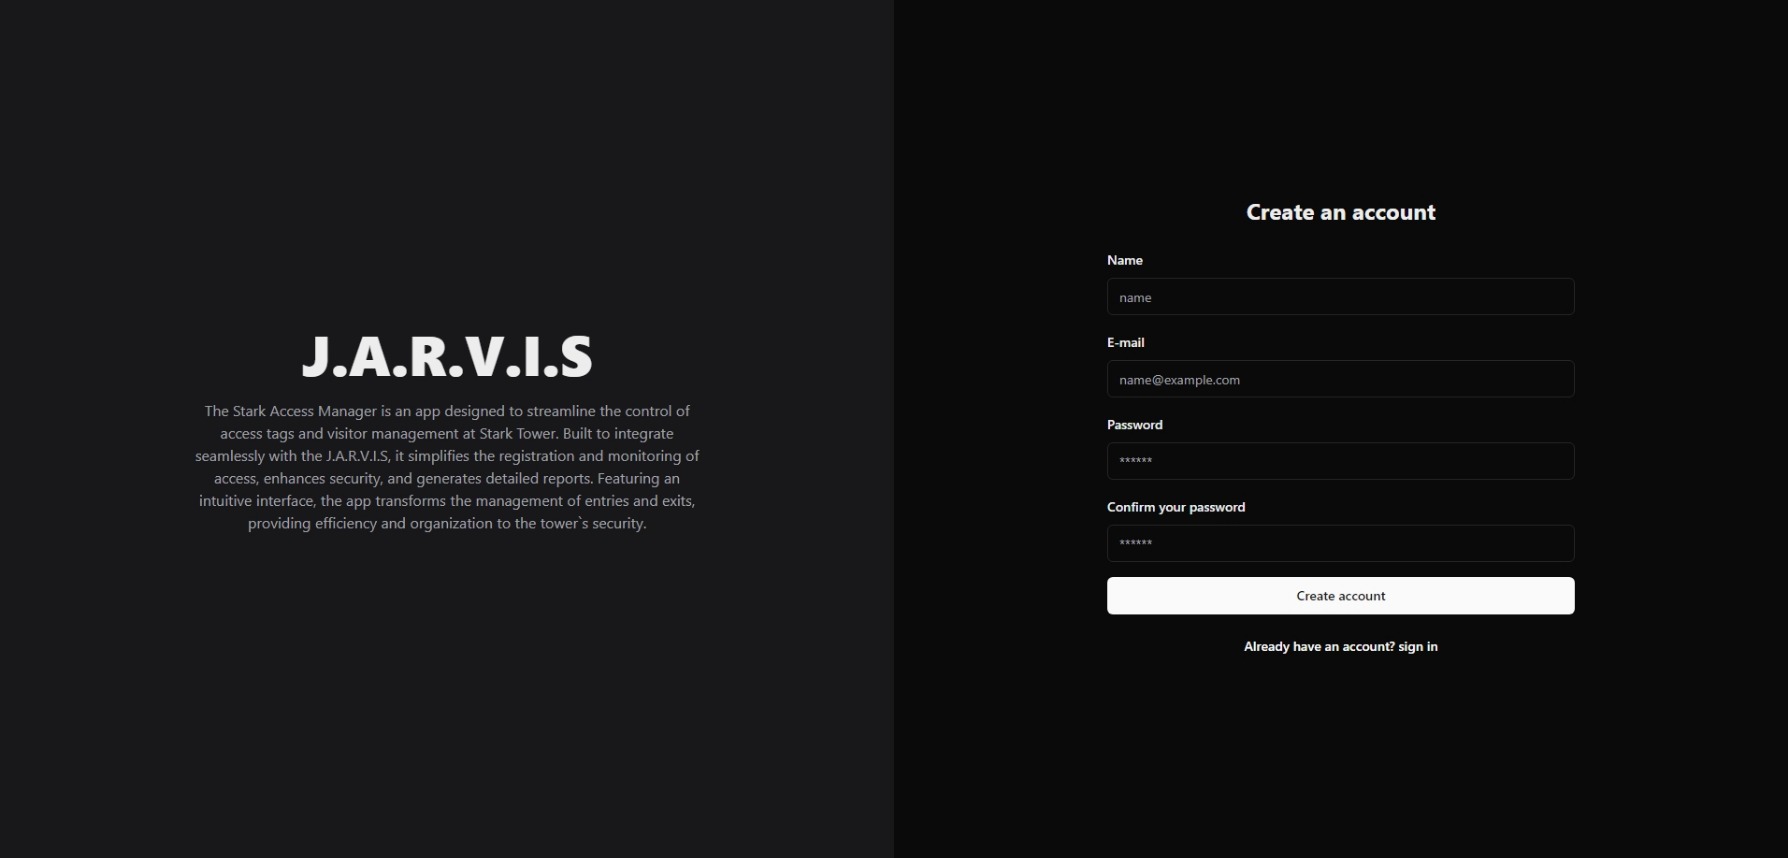 J.A.R.V.I.S
The Stark Access Manager is an app designed to streamline the control of
access tags and visitor management at Stark Tower. Built to integrate
seamlessly with the J.A.R.V.I.S, it simplifies the registration and monitoring of
access, enhances security, and generates detailed reports. Featuring an
intuitive interface, the app transforms the management of entries and exits,
providing efficiency and organization to the tower`s security.
Create an account
Name
name
E-mail
name@example.com
Password
******
Confirm your password
******
Create account
Already have an account? sign in